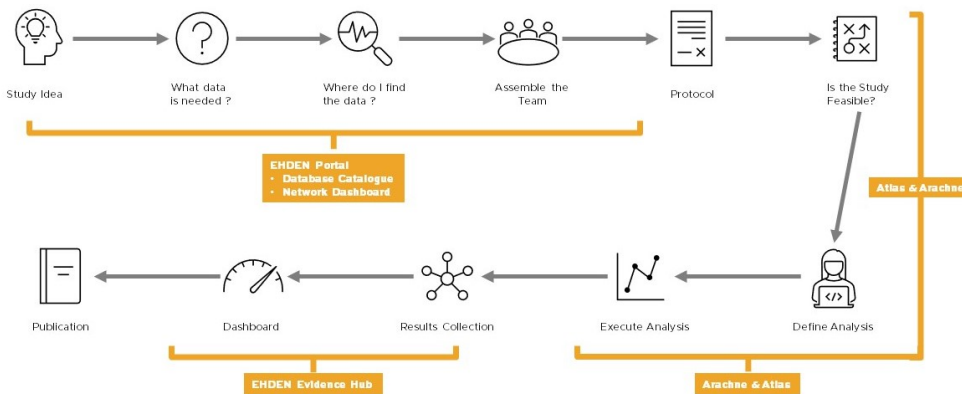 Study Idea
What data
is needed ?
Where do I find
the data ?
Assemble the
Team
Protocol
Is the Study
Feasible?
EHDEN Portal
• Database Catalogue
• Network Dashboard
Atlas & Arachne
Publication
Dashboard
Results Collection
Execute Analysis
Define Analysis
EHDEN Evidence Hub
Arachne & Atlas